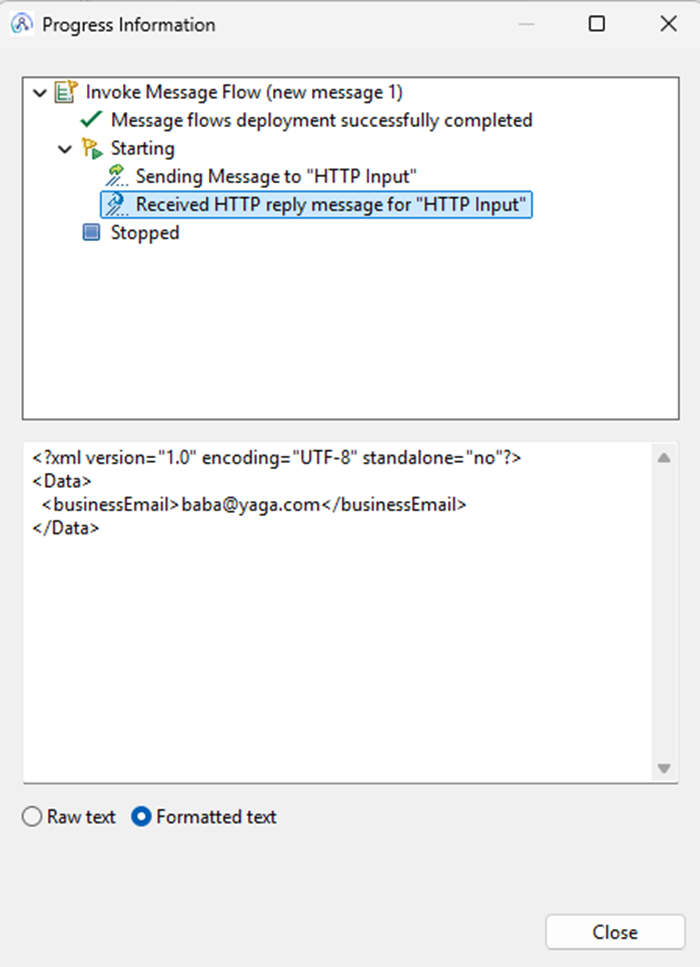 Progress Information
Invoke Message Flow (new message 1)
Message flows deployment successfully completed
Starting
Sending Message to "HTTP Input"
Received HTTP reply message for "HTTP Input"
Stopped
<?xml version="1.0" encoding="UTF-8" standalone="no"?>
<Data>
  <businessEmail>baba@yaga.com</businessEmail>
</Data>
Raw text
Formatted text
Close